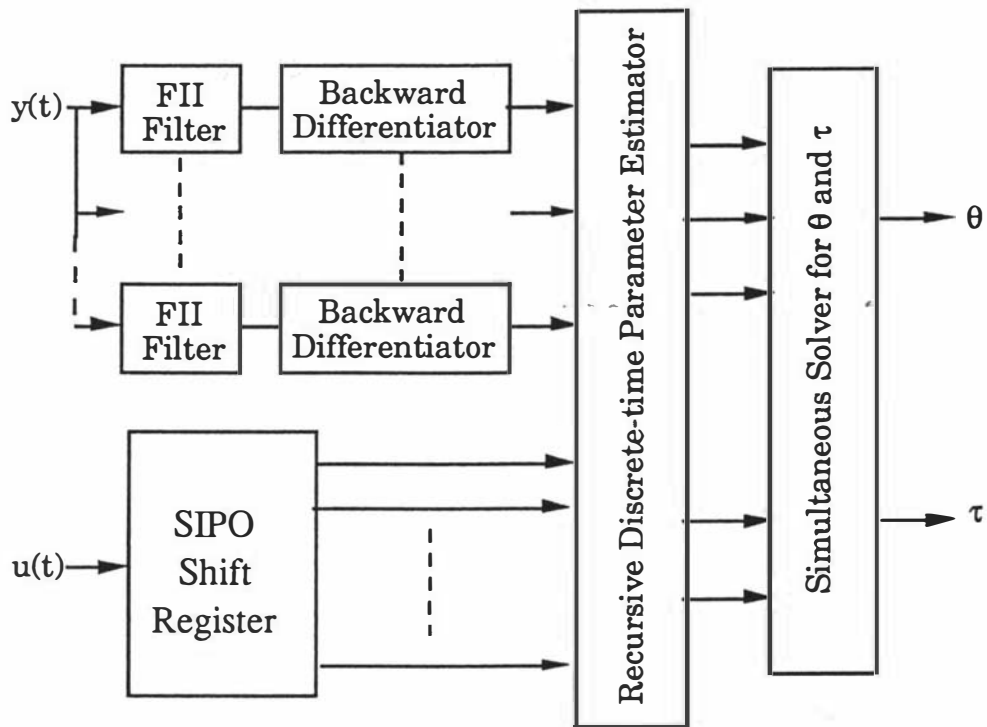 y(t)
FII
Filter
Backward
Differentiator
FII
Filter
Backward
Differentiator
u(t)
SIPO
Shift
Register
Recursive Discrete-time Parameter Estimator
Simultaneous Solver for θ and τ
θ
τ